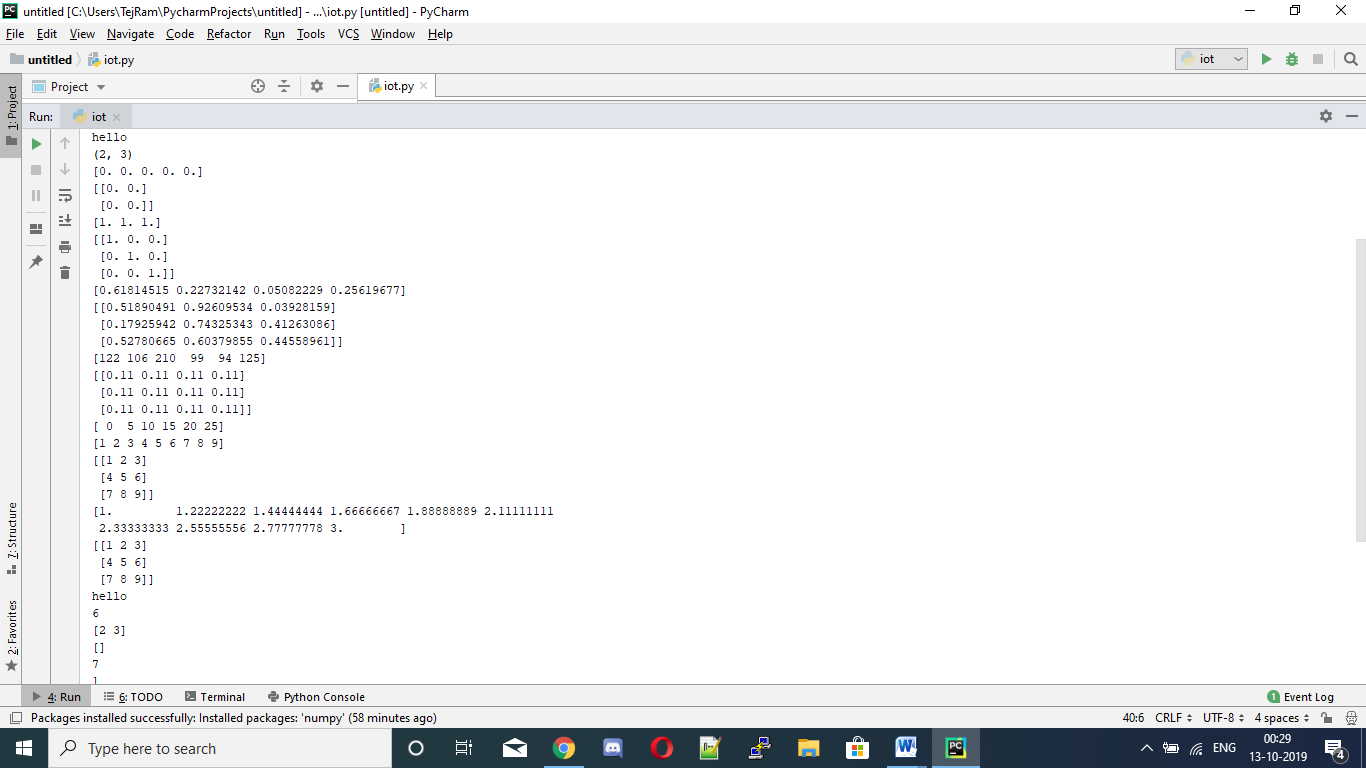 untitled [C:\Users\TejRam\PycharmProjects\untitled] - ...\iot.py [untitled] - PyCharm
File Edit View Navigate Code Refactor Run Tools VCS Window Help
untitled iot.py iot
Project iot.py
1: Project
Run: iot
hello
(2, 3)
[0. 0. 0. 0. 0.]
[[0. 0.]
 [0. 0.]]
[1. 1. 1.]
[[1. 0. 0.]
 [0. 1. 0.]
 [0. 0. 1.]]
[0.61814515 0.22732142 0.05082229 0.25619677]
[[0.51890491 0.92609534 0.03928159]
 [0.17925942 0.74325343 0.41263086]
 [0.52780665 0.60379855 0.44558961]]
[122 106 210  99  94 125]
[[0.11 0.11 0.11 0.11]
 [0.11 0.11 0.11 0.11]
 [0.11 0.11 0.11 0.11]]
[ 0  5 10 15 20 25]
[1 2 3 4 5 6 7 8 9]
[[1 2 3]
 [4 5 6]
 [7 8 9]]
[1.         1.22222222 1.44444444 1.66666667 1.88888889 2.11111111
 2.33333333 2.55555556 2.77777778 3.        ]
[[1 2 3]
 [4 5 6]
 [7 8 9]]
hello
6
[2 3]
[]
7
7: Structure
2: Favorites
4: Run 6: TODO Terminal Python Console 1 Event Log
Packages installed successfully: Installed packages: 'numpy' (58 minutes ago) 40:6 CRLF UTF-8 4 spaces
Type here to search
ENG
00:29
13-10-2019
4